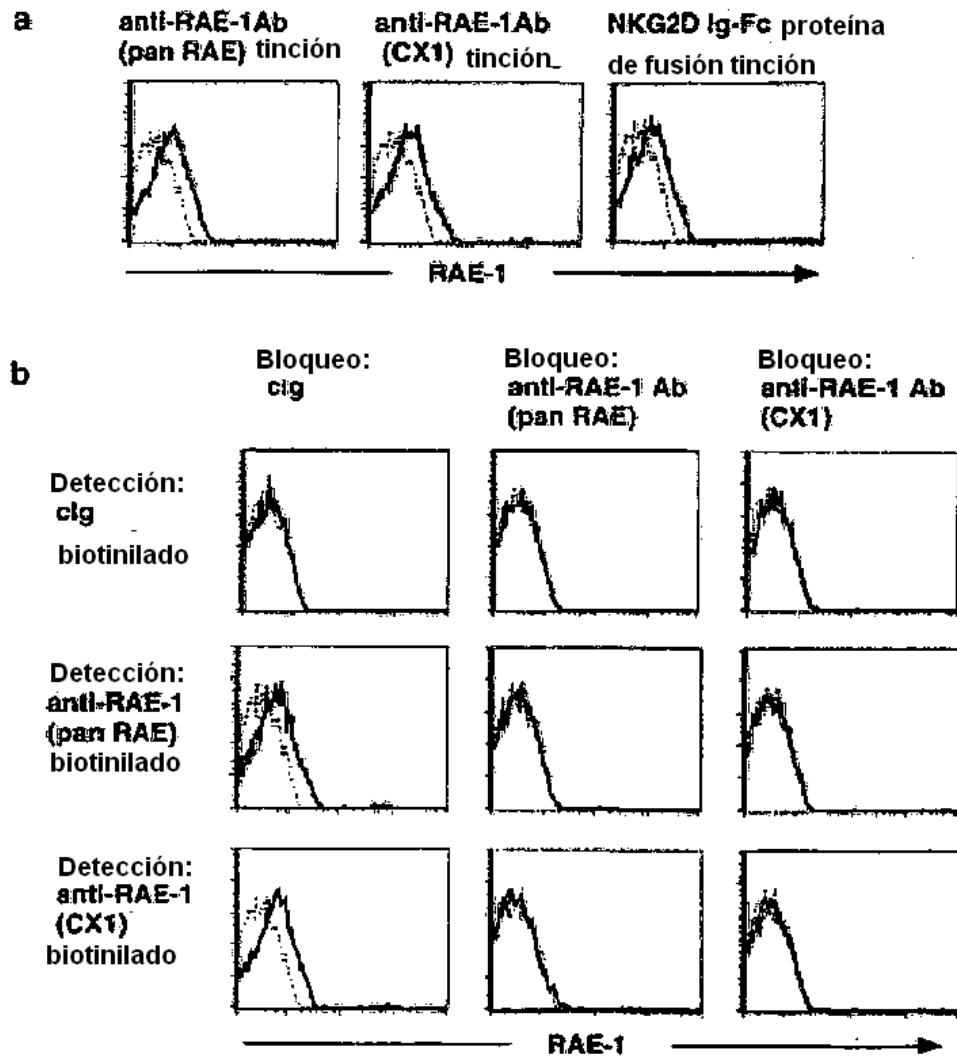 a
anti-RAE-1Ab
(pan RAE) tinción
anti-RAE-1Ab
(CX1) tinción
NKG2D Ig-Fc proteína
de fusión tinción
RAE-1
b
Bloqueo:
cIg
Bloqueo:
anti-RAE-1 Ab
(pan RAE)
Bloqueo:
anti-RAE-1 Ab
(CX1)
Detección:
cIg
biotinilado
Detección:
anti-RAE-1
(pan RAE)
biotinilado
Detección:
anti-RAE-1
(CX1)
biotinilado
RAE-1